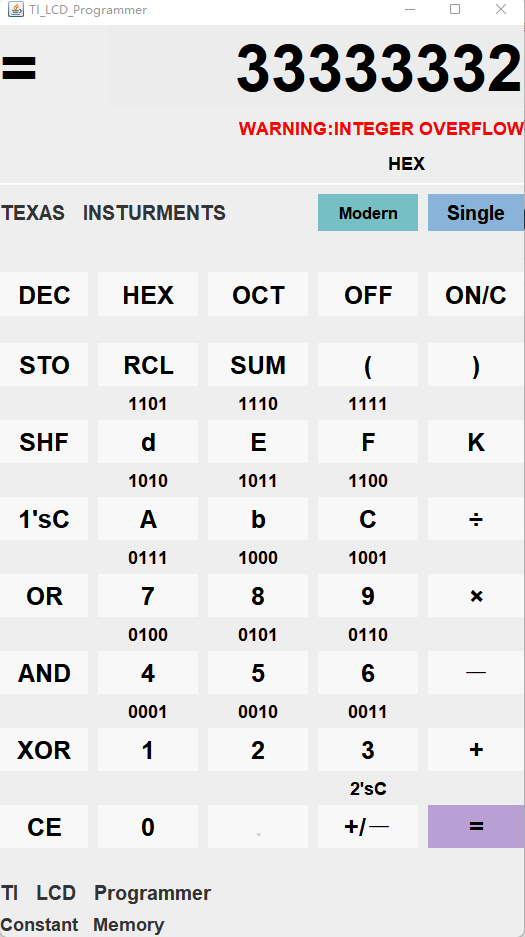 TI_LCD_Programmer
= 33333332
WARNING:INTEGER OVERFLOW
HEX
TEXAS INSTURMENTS Modern Single
DEC HEX OCT OFF ON/C
STO RCL SUM ( )
1101 1110 1111
SHF d E F K
1010 1011 1100
1'sC A b C ÷
0111 1000 1001
OR 7 8 9 ×
0100 0101 0110
AND 4 5 6 —
0001 0010 0011
XOR 1 2 3 +
2'sC
CE 0 . +/— =
TI LCD Programmer
Constant Memory